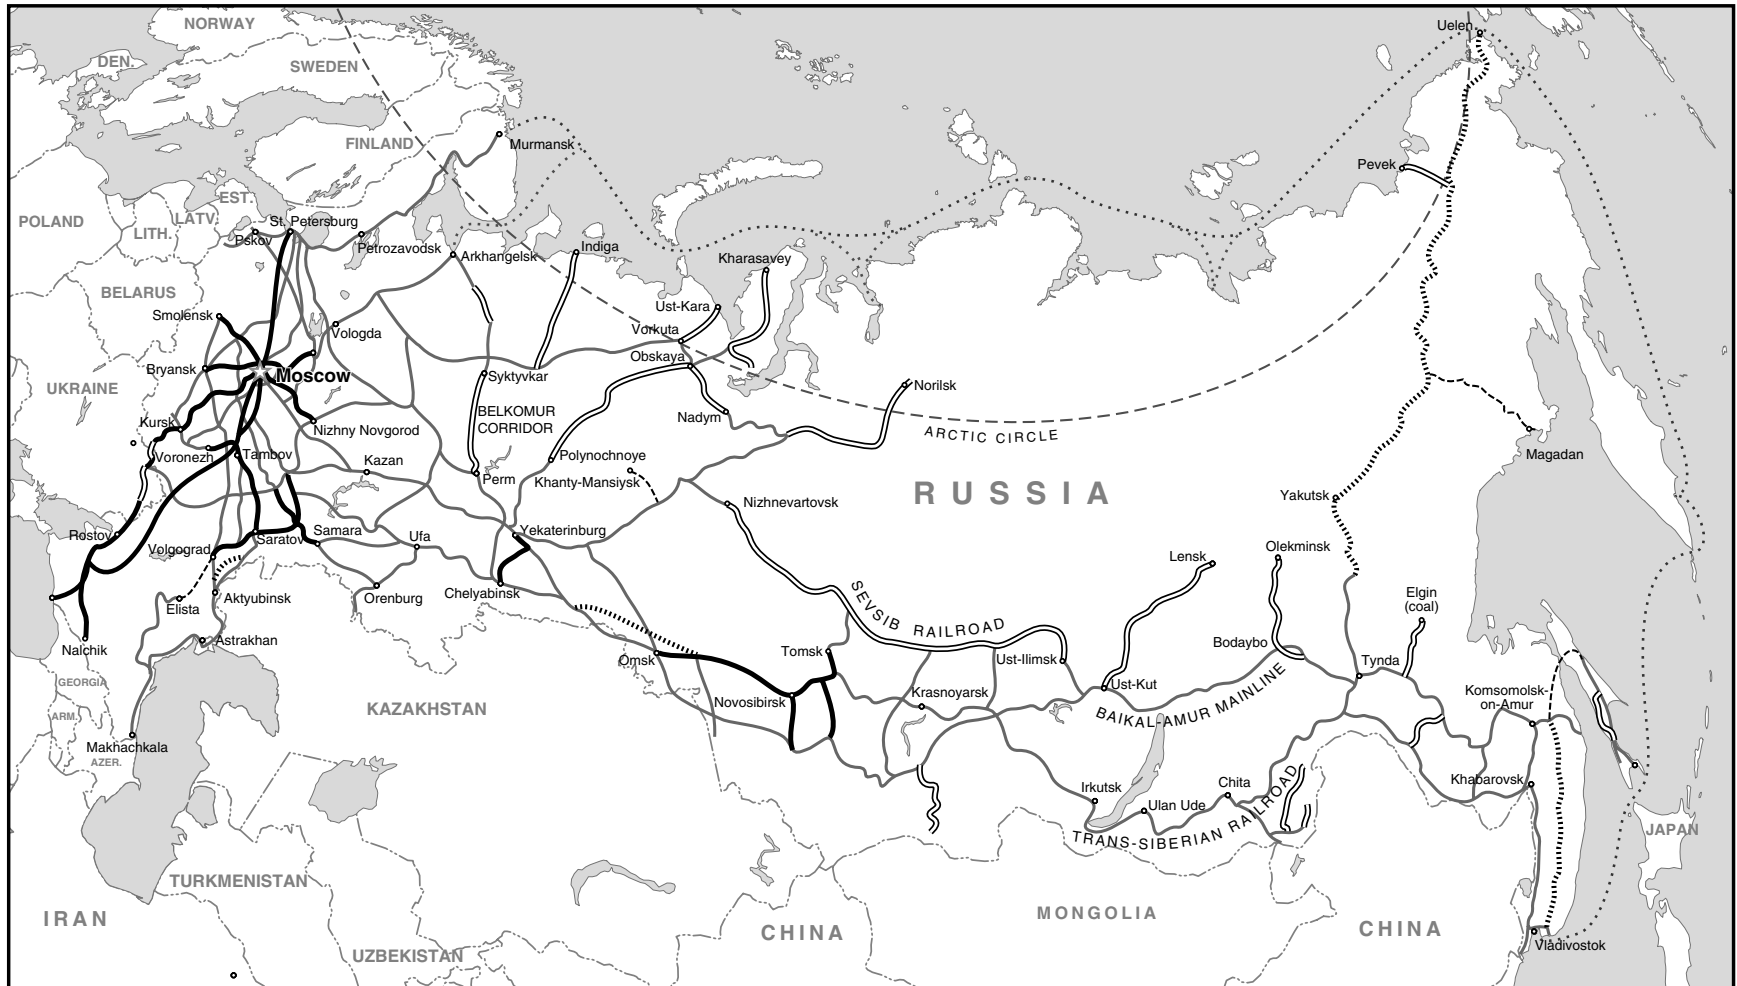 NORWAY
Uelen
DEN.
SWEDEN
FINLAND
Murmansk
Pevek
EST.
POLAND
LATV.
St. Petersburg
LITH.
Pskov
Petrozavodsk
Arkhangelsk
Indiga
Kharasavey
BELARUS
Smolensk
Ust-Kara
Vologda
Vorkuta
Obskaya
Bryansk
Moscow
Syktyvkar
Norilsk
UKRAINE
BELKOMUR
CORRIDOR
Nadym
Kursk
Nizhny Novgorod
ARCTIC CIRCLE
Voronezh
Tambov
Kazan
Polynochnoye
Magadan
Perm
Khanty-Mansiysk
RUSSIA
Yakutsk
Nizhnevartovsk
Rostov
Samara
Yekaterinburg
Saratov
Ufa
Volgograd
Lensk
Olekminsk
Elista
Aktyubinsk
Orenburg
Chelyabinsk
Elgin
(coal)
SEVSIB RAILROAD
Nalchik
Astrakhan
Omsk
Tomsk
Ust-Ilimsk
Bodaybo
Tynda
GEORGIA
Ust-Kut
Krasnoyarsk
Novosibirsk
Komsomolsk-
on-Amur
KAZAKHSTAN
BAIKAL-AMUR MAINLINE
ARM.
Makhachkala
AZER.
Irkutsk
Ulan Ude
Chita
Khabarovsk
TRANS-SIBERIAN RAILROAD
JAPAN
TURKMENISTAN
IRAN
MONGOLIA
CHINA
CHINA
UZBEKISTAN
Vladivostok